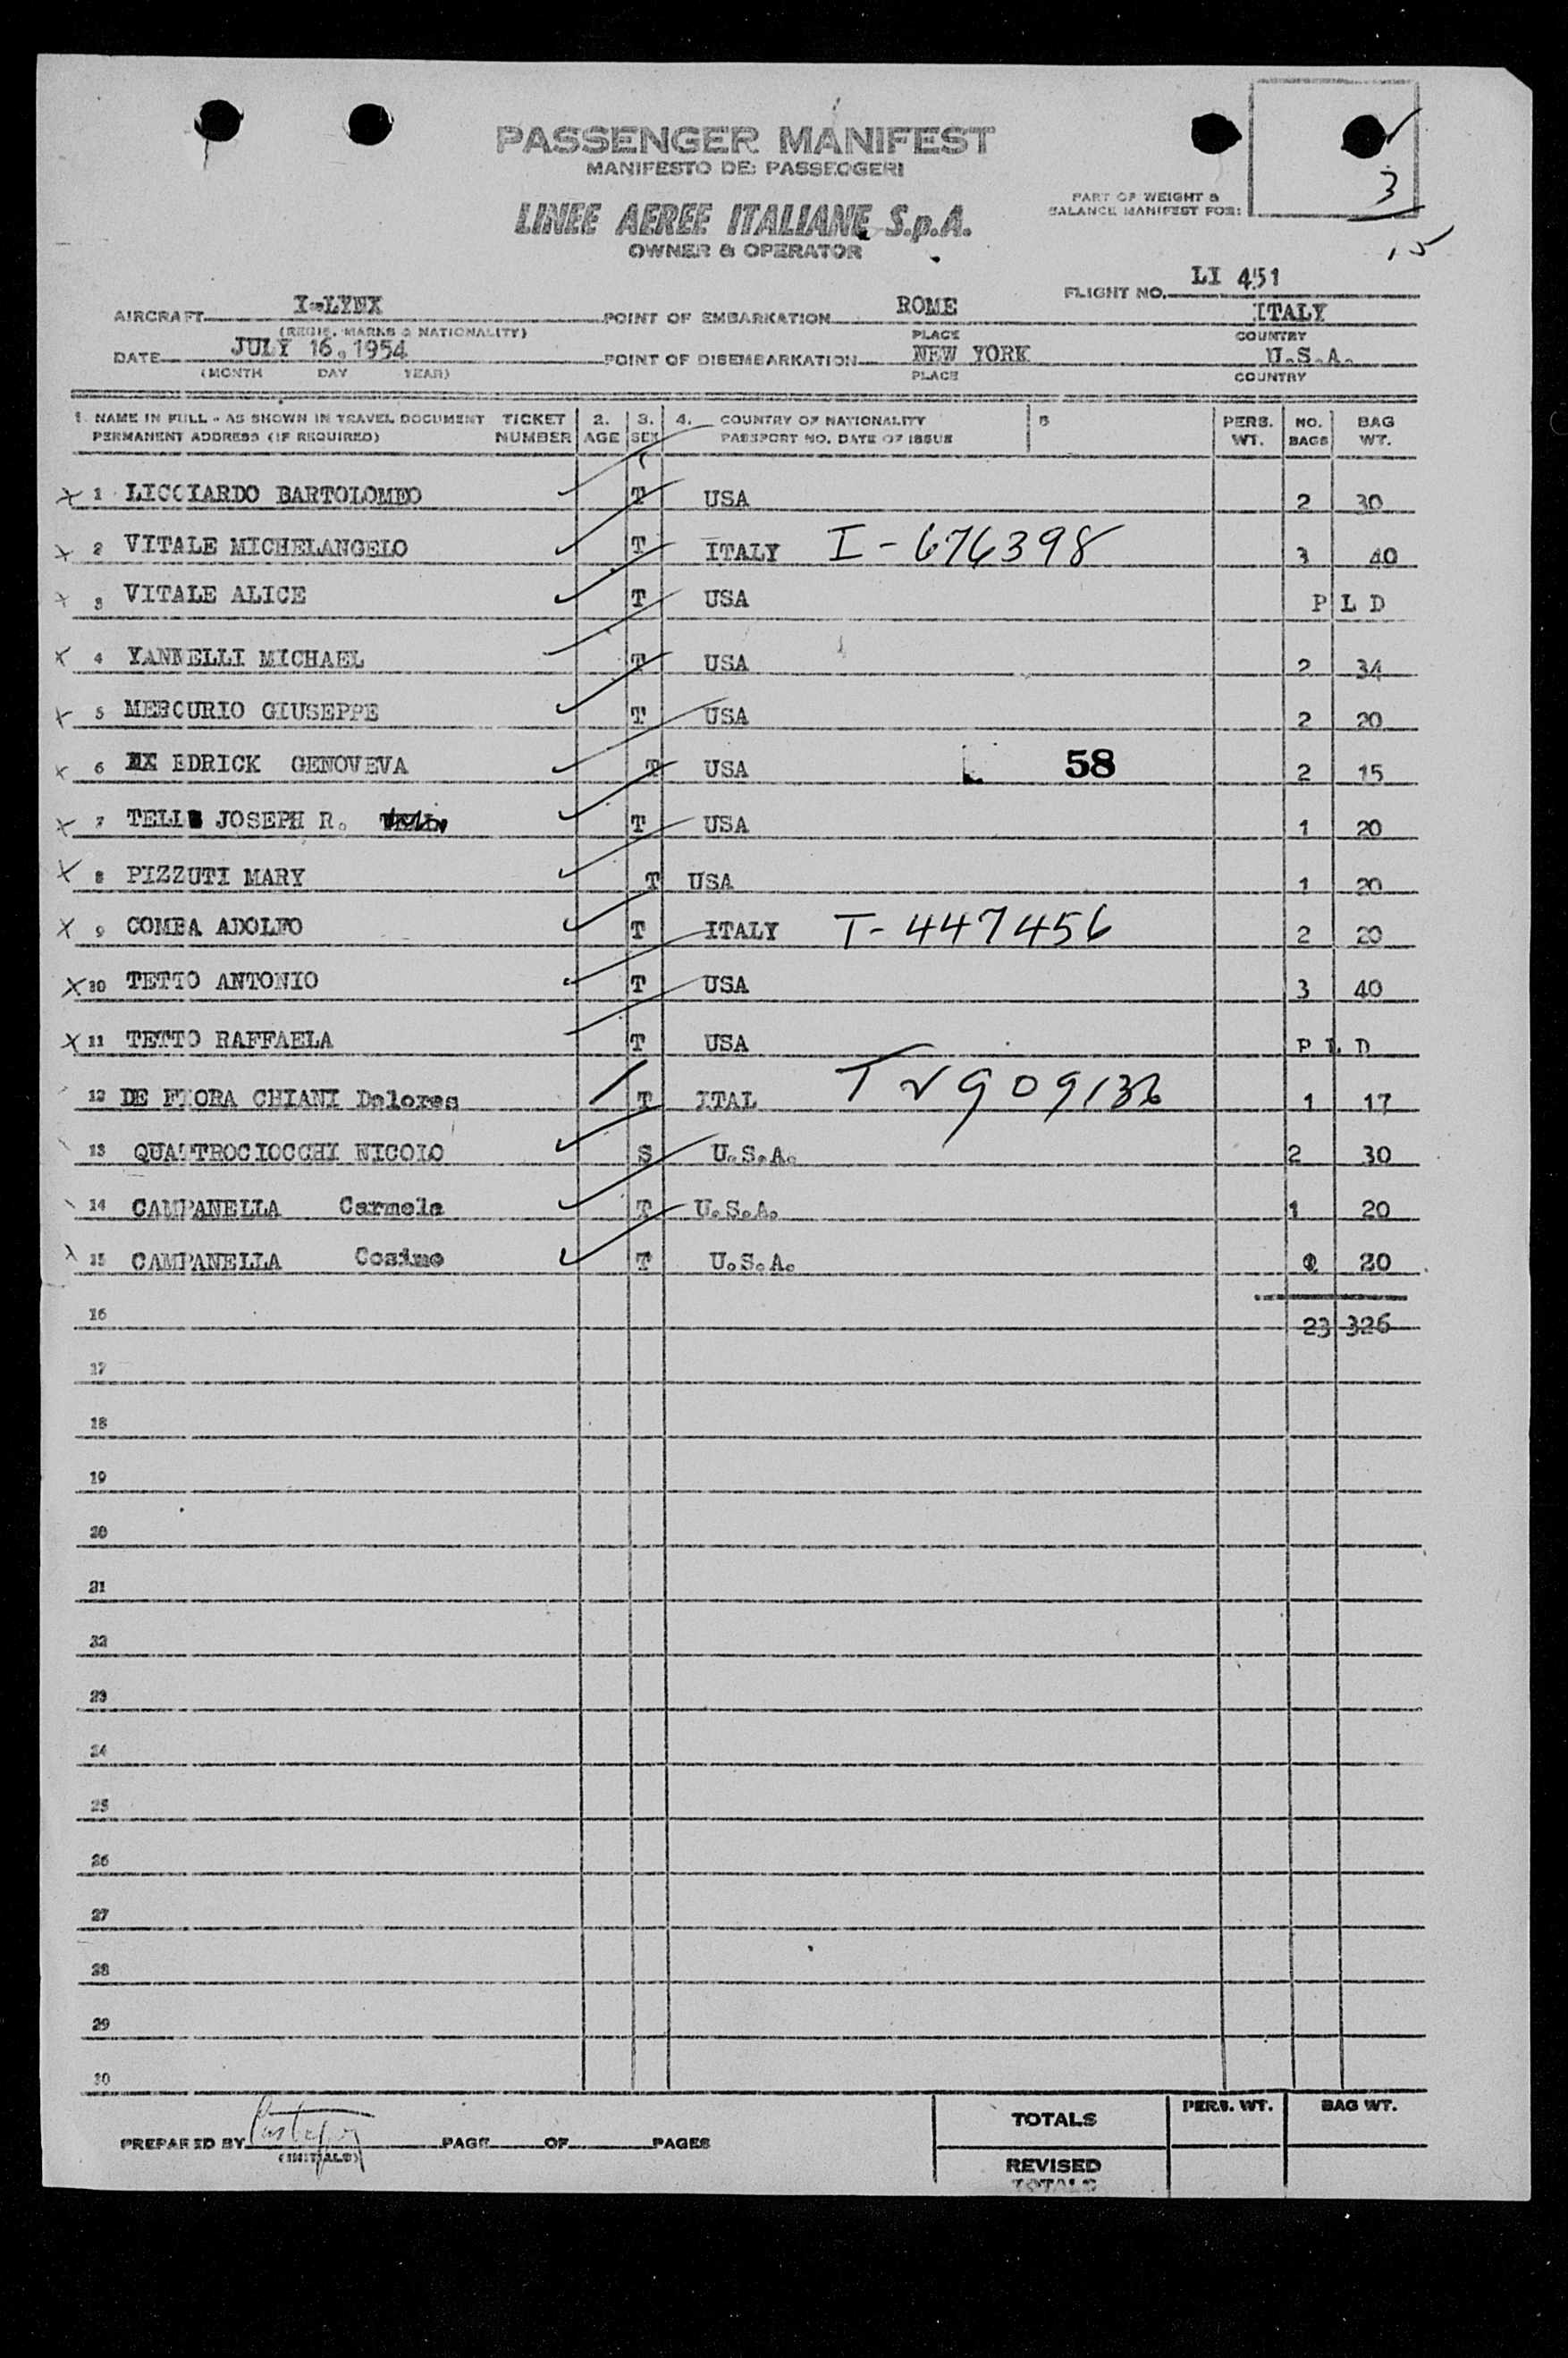 PASSENGER MANIFEST
MANIFESTO DEI PASSEGGERI
LINEE AEREE ITALIANE S.p.A.
OWNER & OPERATOR
PART OF WEIGHT &
BALANCE MANIFEST FOR:
3
15
FLIGHT NO. LI 451
AIRCRAFT I-LYNX POINT OF EMBARKATION ROME ITALY
(REGIS. MARKS & NATIONALITY) PLACE COUNTRY
DATE JULY 16, 1954 POINT OF DISEMBARKATION NEW YORK U.S.A.
(MONTH DAY YEAR) PLACE COUNTRY
1. NAME IN FULL - AS SHOWN IN TRAVEL DOCUMENT TICKET 2. 3. 4. COUNTRY OF NATIONALITY 5 PERS. NO. BAG
PERMANENT ADDRESS (IF REQUIRED) NUMBER AGE SEX PASSPORT NO. DATE OF ISSUE WT. BAGS WT.
x 1 LICCIARDO BARTOLOMEO T USA 2 30
x 2 VITALE MICHELANGELO T ITALY I-676398 3 40
x 3 VITALE ALICE T USA P L D
x 4 YANNELLI MICHAEL T USA 2 34
x 5 MERCURIO GIUSEPPE T USA 2 20
x 6 EDRICK GENOVEVA T USA 58 2 15
x 7 JOSEPH R. T USA 1 20
x 8 PIZZUTI MARY T USA 1 20
x 9 COMBA ADOLFO T ITALY I-447456 2 20
x 10 TETTO ANTONIO T USA 3 40
x 11 TETTO RAFFAELA T USA P L D
12 DE FIORA CHIANI Dolores T ITAL 1 17
13 QUATTROCIOCCHI NICOLO S U.S.A. 2 30
14 CAMPANELLA Carmela T U.S.A. 1 20
15 CAMPANELLA Cosimo T U.S.A. 20
16 23 326
17
18
19
20
21
22
23
24
25
26
27
28
29
30
PREPARED BY PAGE OF PAGES TOTALS PERS. WT. BAG WT.
(INITIALS) REVISED
TOTALS